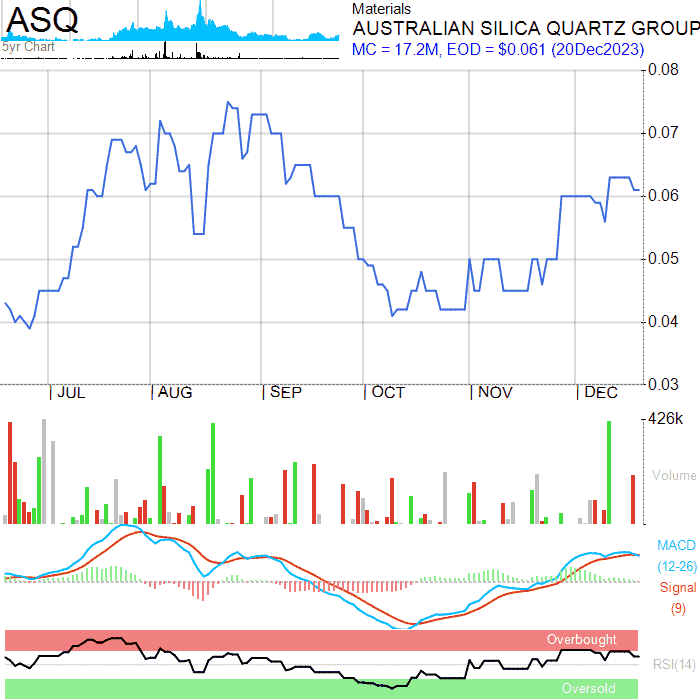 ASQ
5yr Chart
Materials
AUSTRALIAN SILICA QUARTZ GROUP
MC = 17.2M, EOD = $0.061 (20Dec2023)
0.08
0.07
0.06
0.05
0.04
0.03
JUL AUG SEP OCT NOV DEC
426k
Volume
MACD
(12-26)
Signal
(9)
Overbought
RSI(14)
Oversold